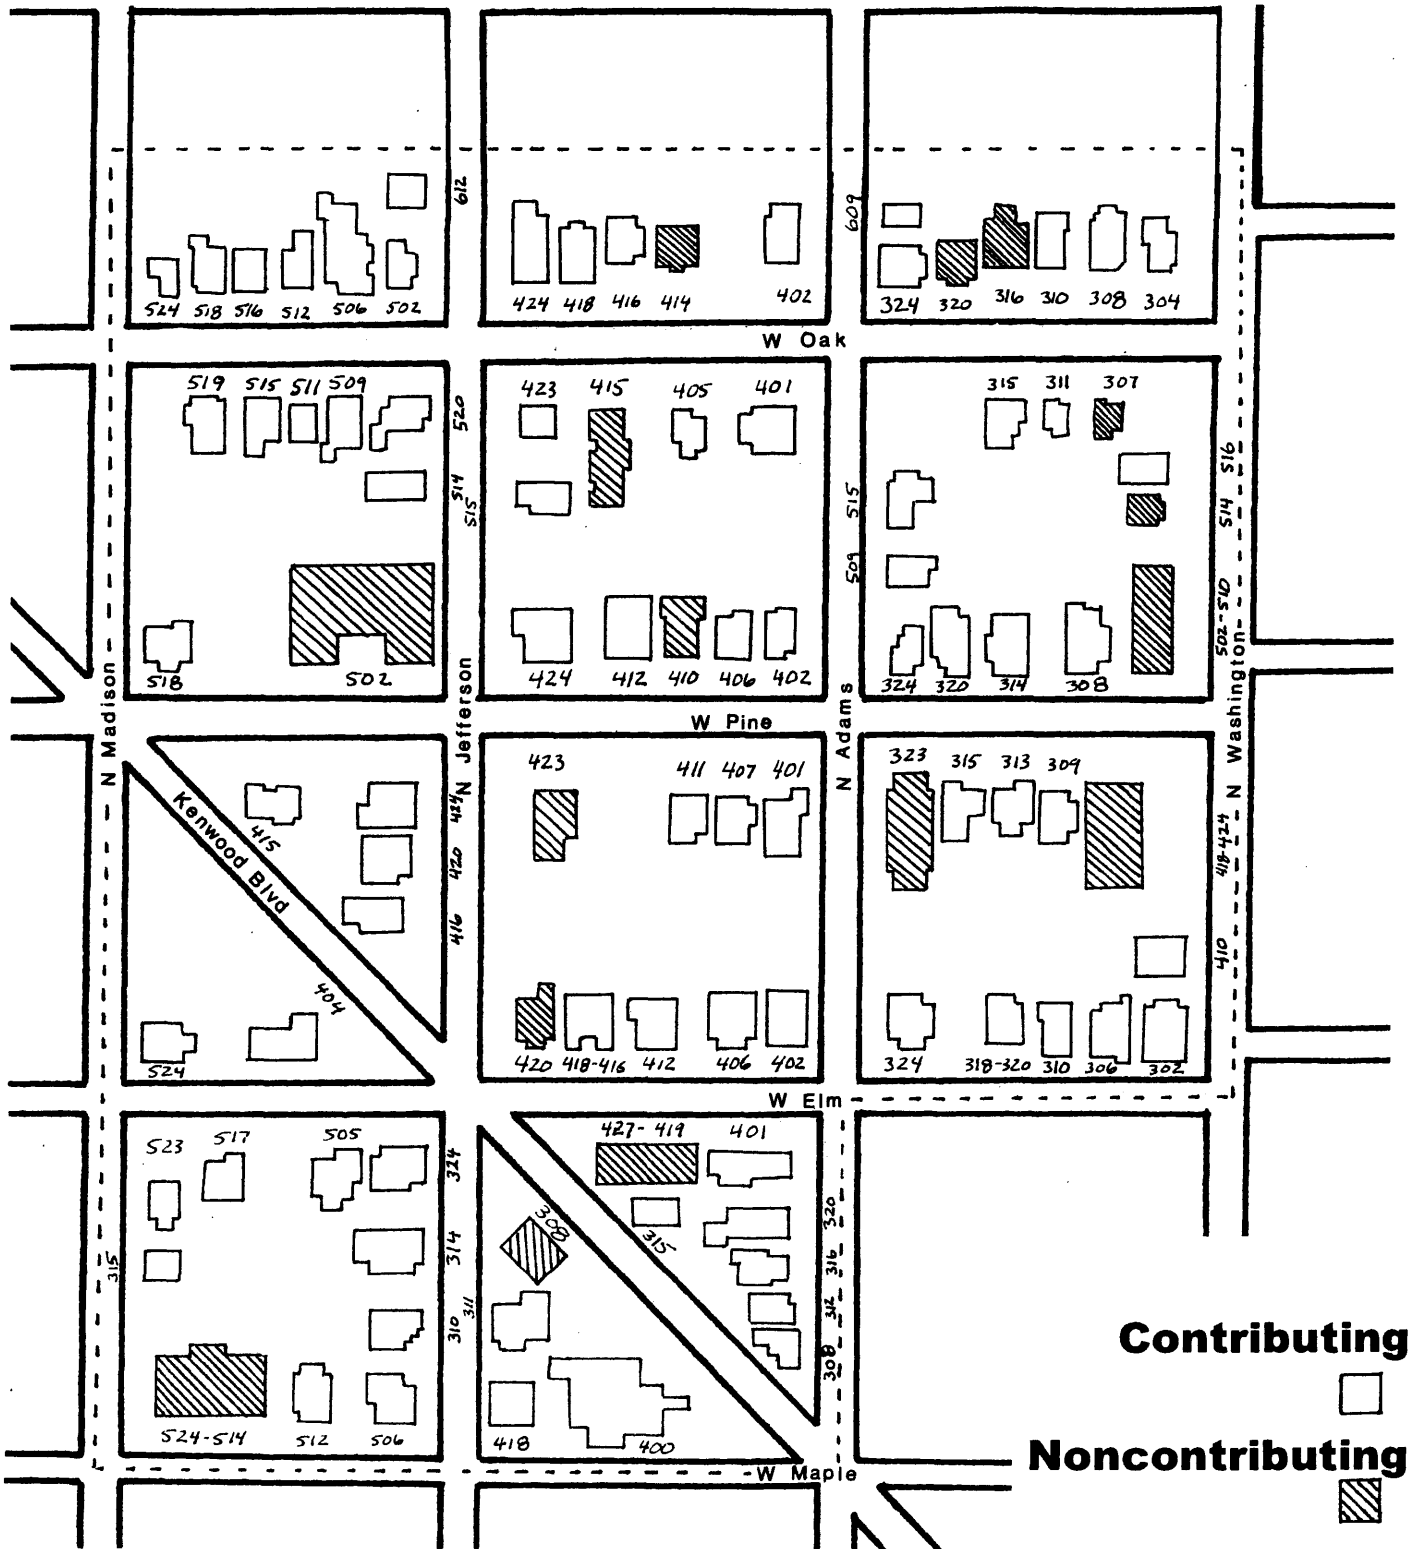 612
609
524 518 516 512 506 502
424 418 416 414 402
324 320 316 310 308 304
W Oak
519 515 511 509
520
423 415 405 401
315 311 307
516
514
515
515
514
509
502-510
518 502
424 412 410 406 402
324 320 314 308
N Madison
N Jefferson
W Pine
N Adams
N Washington
423 411 407 401
323 315 313 309
424
415
Kenwood Blvd
420
418-424
416
410
404
524
420 418-416 412 406 402
324 318-320 310 306 302
W Elm
523 517 505
324
427-419 401
308
315
320
314
316
315
311
310
312
308
524-514 512 506
418 400
W Maple
Contributing
Noncontributing